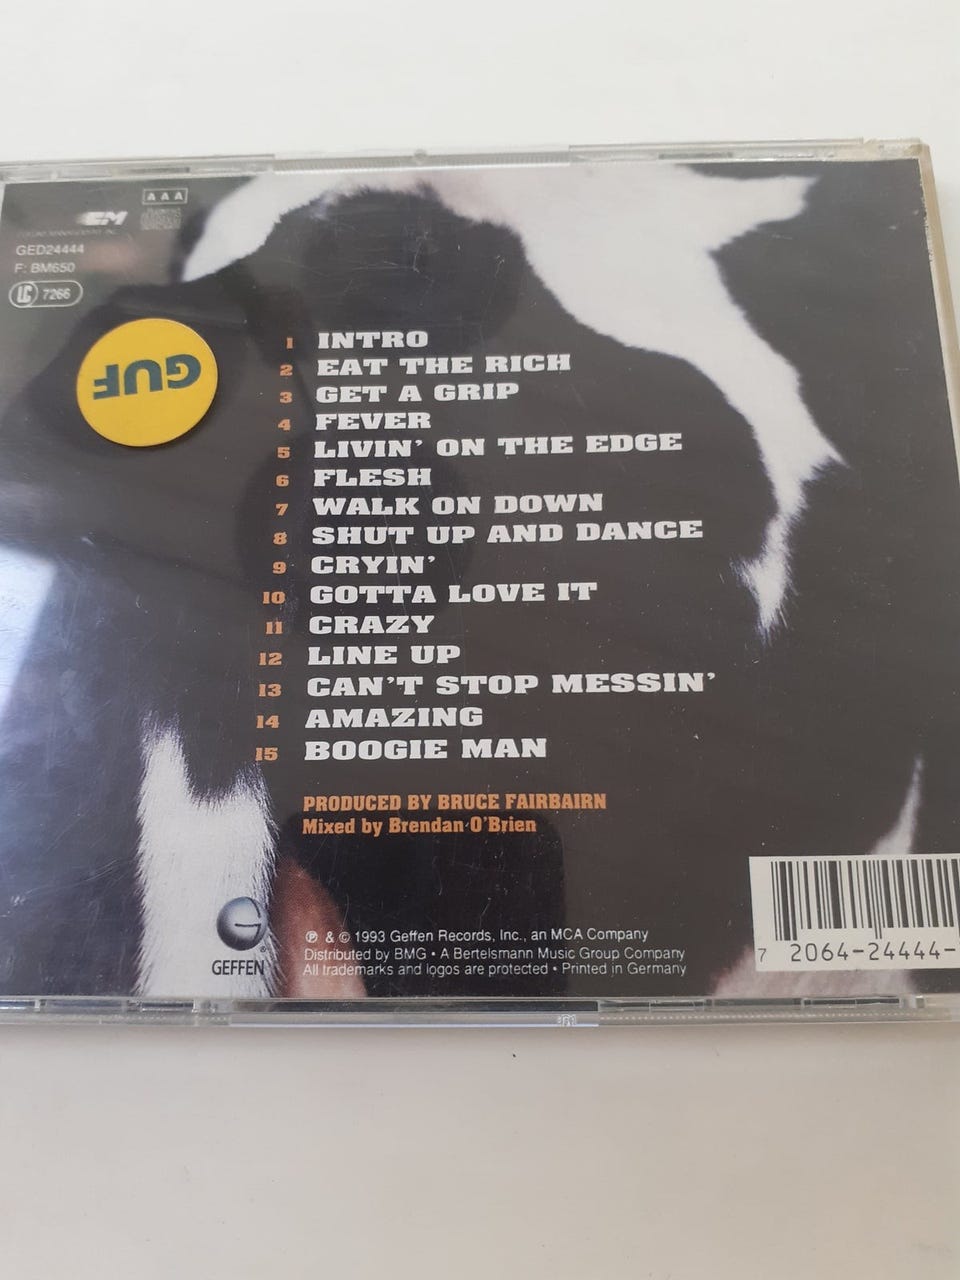 AAA
GED24444
F: BM650
LC 7266
GUF
1 INTRO
2 EAT THE RICH
3 GET A GRIP
4 FEVER
5 LIVIN' ON THE EDGE
6 FLESH
7 WALK ON DOWN
8 SHUT UP AND DANCE
9 CRYIN'
10 GOTTA LOVE IT
11 CRAZY
12 LINE UP
13 CAN'T STOP MESSIN'
14 AMAZING
15 BOOGIE MAN
PRODUCED BY BRUCE FAIRBAIRN
Mixed by Brendan O'Brien
GEFFEN
℗ & © 1993 Geffen Records, Inc., an MCA Company
Distributed by BMG • A Bertelsmann Music Group Company
All trademarks and logos are protected • Printed in Germany
7 2064-24444-